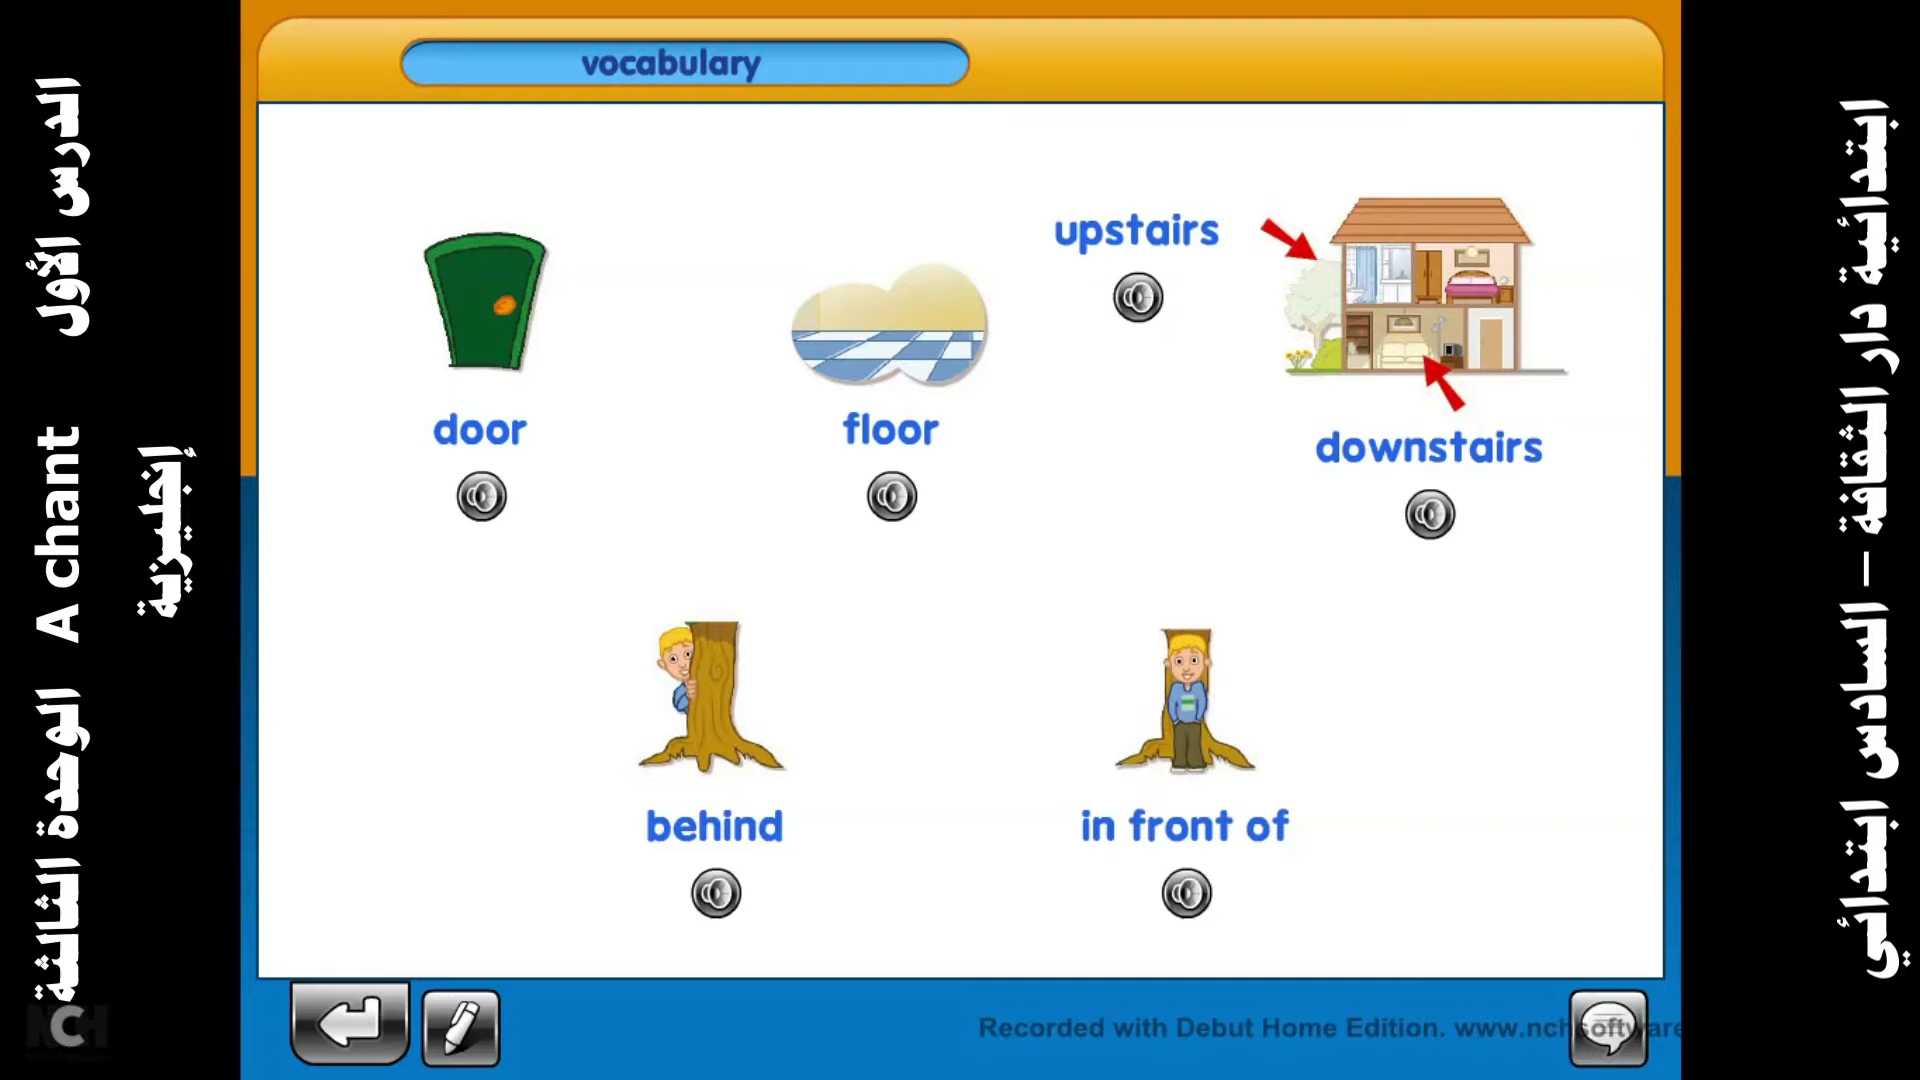 vocabulary
upstairs
door
floor
downstairs
behind
in front of
Recorded with Debut Home Edition. www.nchsoftware
NCH
الوحدة الثالثة A chant الدرس الأول
إنجليزية
ابتدائية دار الثقافة – السادس ابتدائي